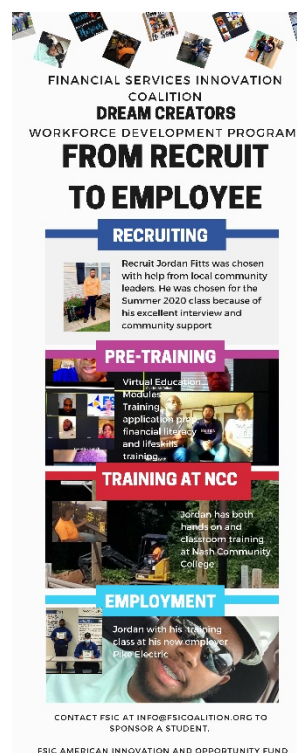 FINANCIAL SERVICES INNOVATION
COALITION
DREAM CREATORS
WORKFORCE DEVELOPMENT PROGRAM
FROM RECRUIT
TO EMPLOYEE
RECRUITING
Recruit Jordan Fitts was chosen
with help from local community
leaders. He was chosen for the
Summer 2020 class because of
his excellent interview and
community support
PRE-TRAINING
Virtual Education
Modules
Training,
application
financial literacy
and lifeskills
training,
TRAINING AT NCC
Jordan has both
hands on and
classroom training
at Nash Community
College
EMPLOYMENT
Jordan with his training
class at his new employer
Pike Electric
CONTACT FSIC AT INFO@FSICOALITION.ORG TO
SPONSOR A STUDENT.
FSIC AMERICAN INNOVATION AND OPPORTUNITY FUND